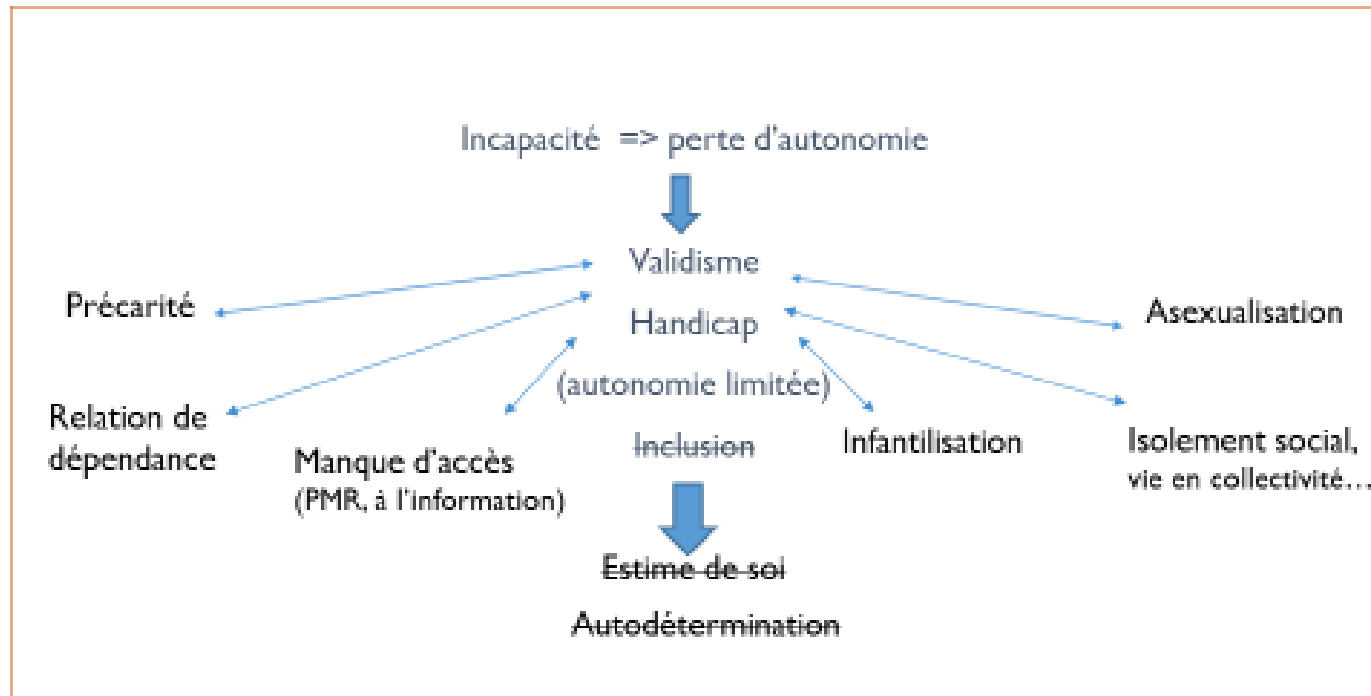 Incapacité => perte d'autonomie
Validisme
Précarité
Handicap
Asexualisation
(autonomie limitée)
Relation de
dépendance
Manque d'accès
(PMR, à l'information)
Inclusion
Infantilisation
Isolement social,
vie en collectivité...
Estime de soi
Autodétermination